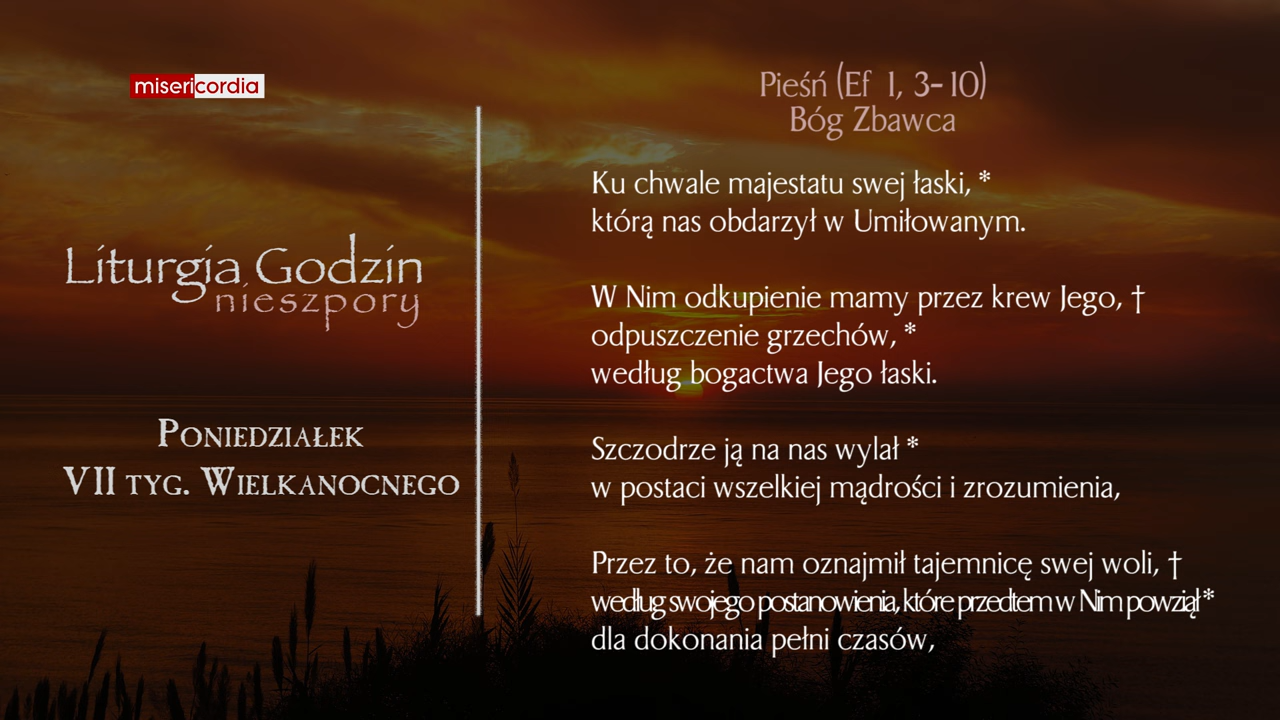 misericordia
Liturgia Godzin
nieszpory
Poniedziałek
VII tyg. Wielkanocnego
Pieśń (Ef 1, 3-10)
Bóg Zbawca
Ku chwale majestatu swej łaski, *
którą nas obdarzył w Umiłowanym.
W Nim odkupienie mamy przez krew Jego, †
odpuszczenie grzechów, *
według bogactwa Jego łaski.
Szczodrze ją na nas wylał *
w postaci wszelkiej mądrości i zrozumienia,
Przez to, że nam oznajmił tajemnicę swej woli, †
według swojego postanowienia, które przedtem w Nim powziął *
dla dokonania pełni czasów,